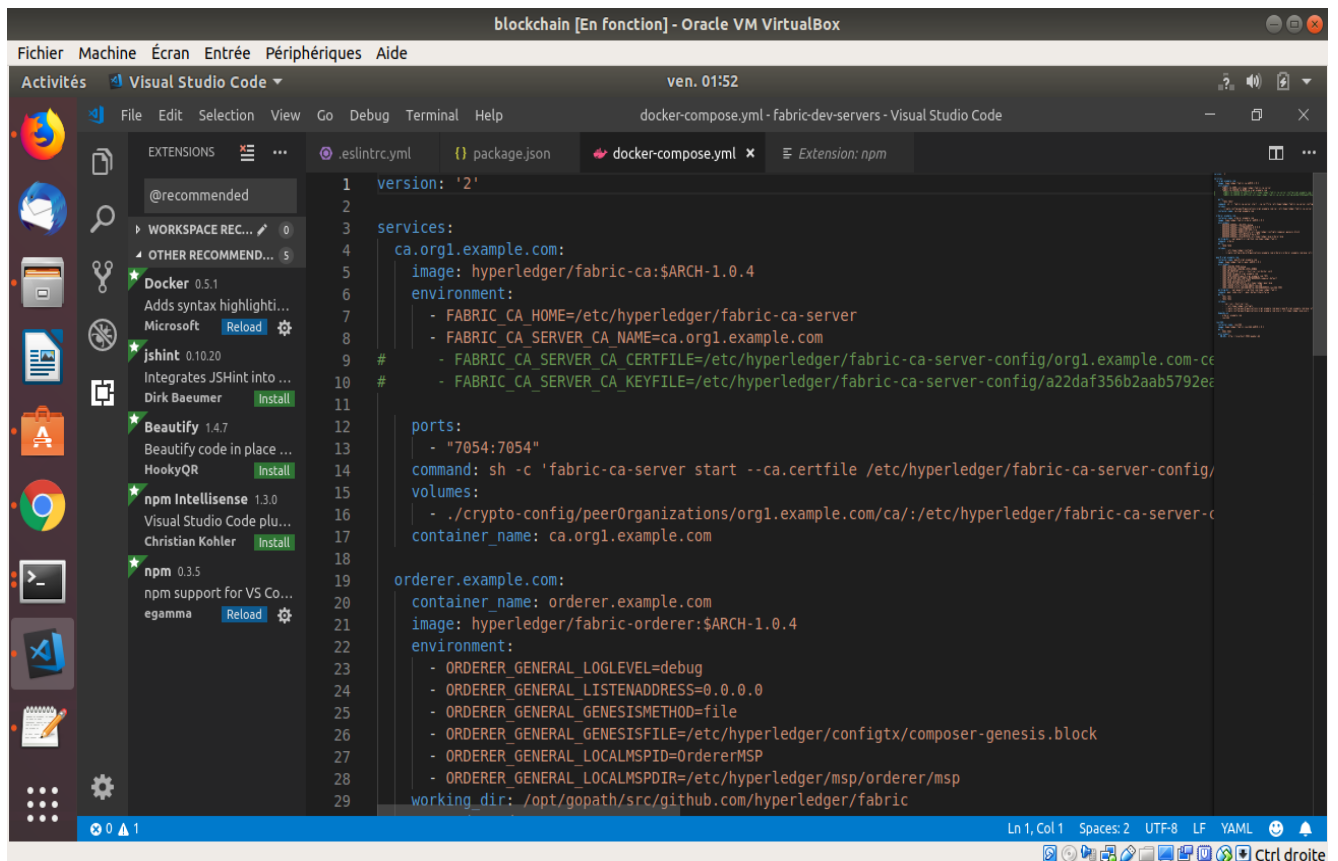 blockchain [En fonction] - Oracle VM VirtualBox
Fichier Machine Écran Entrée Périphériques Aide
Activités Visual Studio Code ven. 01:52
File Edit Selection View Go Debug Terminal Help docker-compose.yml - fabric-dev-servers - Visual Studio Code
EXTENSIONS ··· .eslintrc.yml {} package.json docker-compose.yml × Extension: npm ···
@recommended
WORKSPACE REC... 0
OTHER RECOMMEND... 5
Docker 0.5.1
Adds syntax highlighti...
Microsoft Reload
jshint 0.10.20
Integrates JSHint into ...
Dirk Baeumer Install
Beautify 1.4.7
Beautify code in place ...
HookyQR Install
npm Intellisense 1.3.0
Visual Studio Code plu...
Christian Kohler Install
npm 0.3.5
npm support for VS Co...
egamma Reload
1 version: '2'
2
3 services:
4 ca.org1.example.com:
5 image: hyperledger/fabric-ca:$ARCH-1.0.4
6 environment:
7 - FABRIC_CA_HOME=/etc/hyperledger/fabric-ca-server
8 - FABRIC_CA_SERVER_CA_NAME=ca.org1.example.com
9 # - FABRIC_CA_SERVER_CA_CERTFILE=/etc/hyperledger/fabric-ca-server-config/org1.example.com-ce
10 # - FABRIC_CA_SERVER_CA_KEYFILE=/etc/hyperledger/fabric-ca-server-config/a22daf356b2aab5792ea
11
12 ports:
13 - "7054:7054"
14 command: sh -c 'fabric-ca-server start --ca.certfile /etc/hyperledger/fabric-ca-server-config/
15 volumes:
16 - ./crypto-config/peerOrganizations/org1.example.com/ca/:/etc/hyperledger/fabric-ca-server-c
17 container_name: ca.org1.example.com
18
19 orderer.example.com:
20 container_name: orderer.example.com
21 image: hyperledger/fabric-orderer:$ARCH-1.0.4
22 environment:
23 - ORDERER_GENERAL_LOGLEVEL=debug
24 - ORDERER_GENERAL_LISTENADDRESS=0.0.0.0
25 - ORDERER_GENERAL_GENESISMETHOD=file
26 - ORDERER_GENERAL_GENESISFILE=/etc/hyperledger/configtx/composer-genesis.block
27 - ORDERER_GENERAL_LOCALMSPID=OrdererMSP
28 - ORDERER_GENERAL_LOCALMSPDIR=/etc/hyperledger/msp/orderer/msp
29 working_dir: /opt/gopath/src/github.com/hyperledger/fabric
0 1 Ln 1, Col 1 Spaces: 2 UTF-8 LF YAML
Ctrl droite